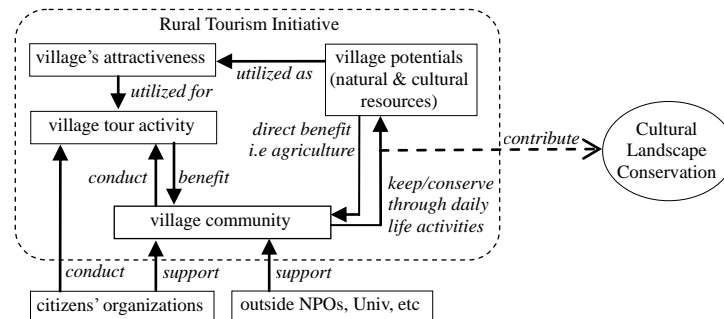 Rural Tourism Initiative
village's attractiveness
utilized as
village potentials
(natural & cultural
resources)
utilized for
village tour activity
direct benefit
i.e agriculture
contribute
Cultural
Landscape
Conservation
conduct
benefit
keep/conserve
through daily
life activities
village community
conduct
support
support
citizens' organizations
outside NPOs, Univ, etc